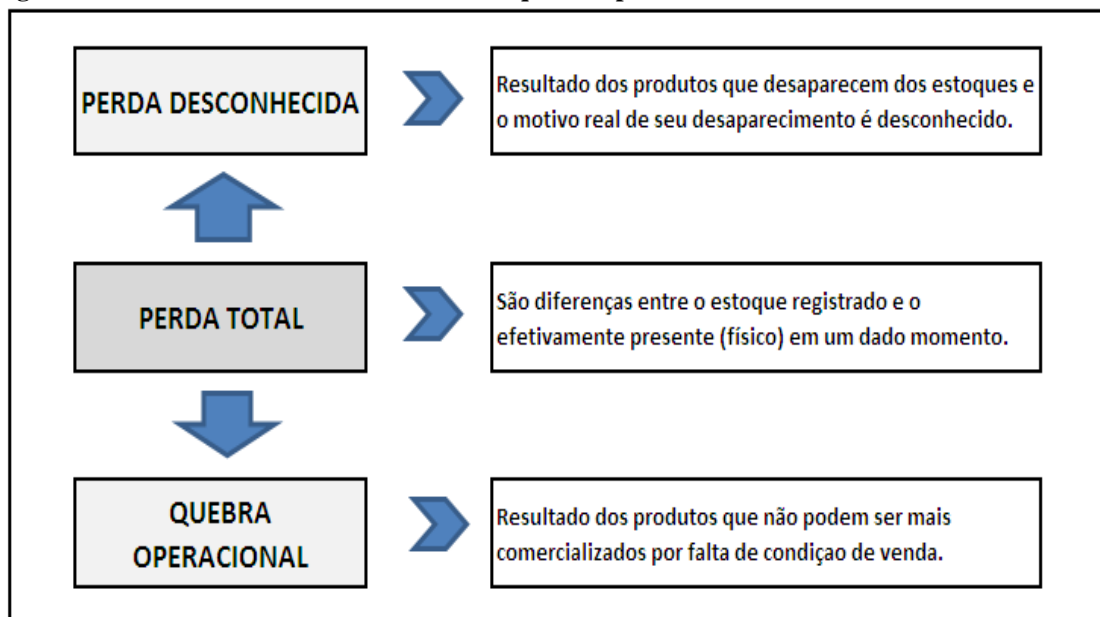 PERDA DESCONHECIDA
Resultado dos produtos que desaparecem dos estoques e
o motivo real de seu desaparecimento é desconhecido.
PERDA TOTAL
São diferenças entre o estoque registrado e o
efetivamente presente (físico) em um dado momento.
QUEBRA
OPERACIONAL
Resultado dos produtos que não podem ser mais
comercializados por falta de condiçao de venda.